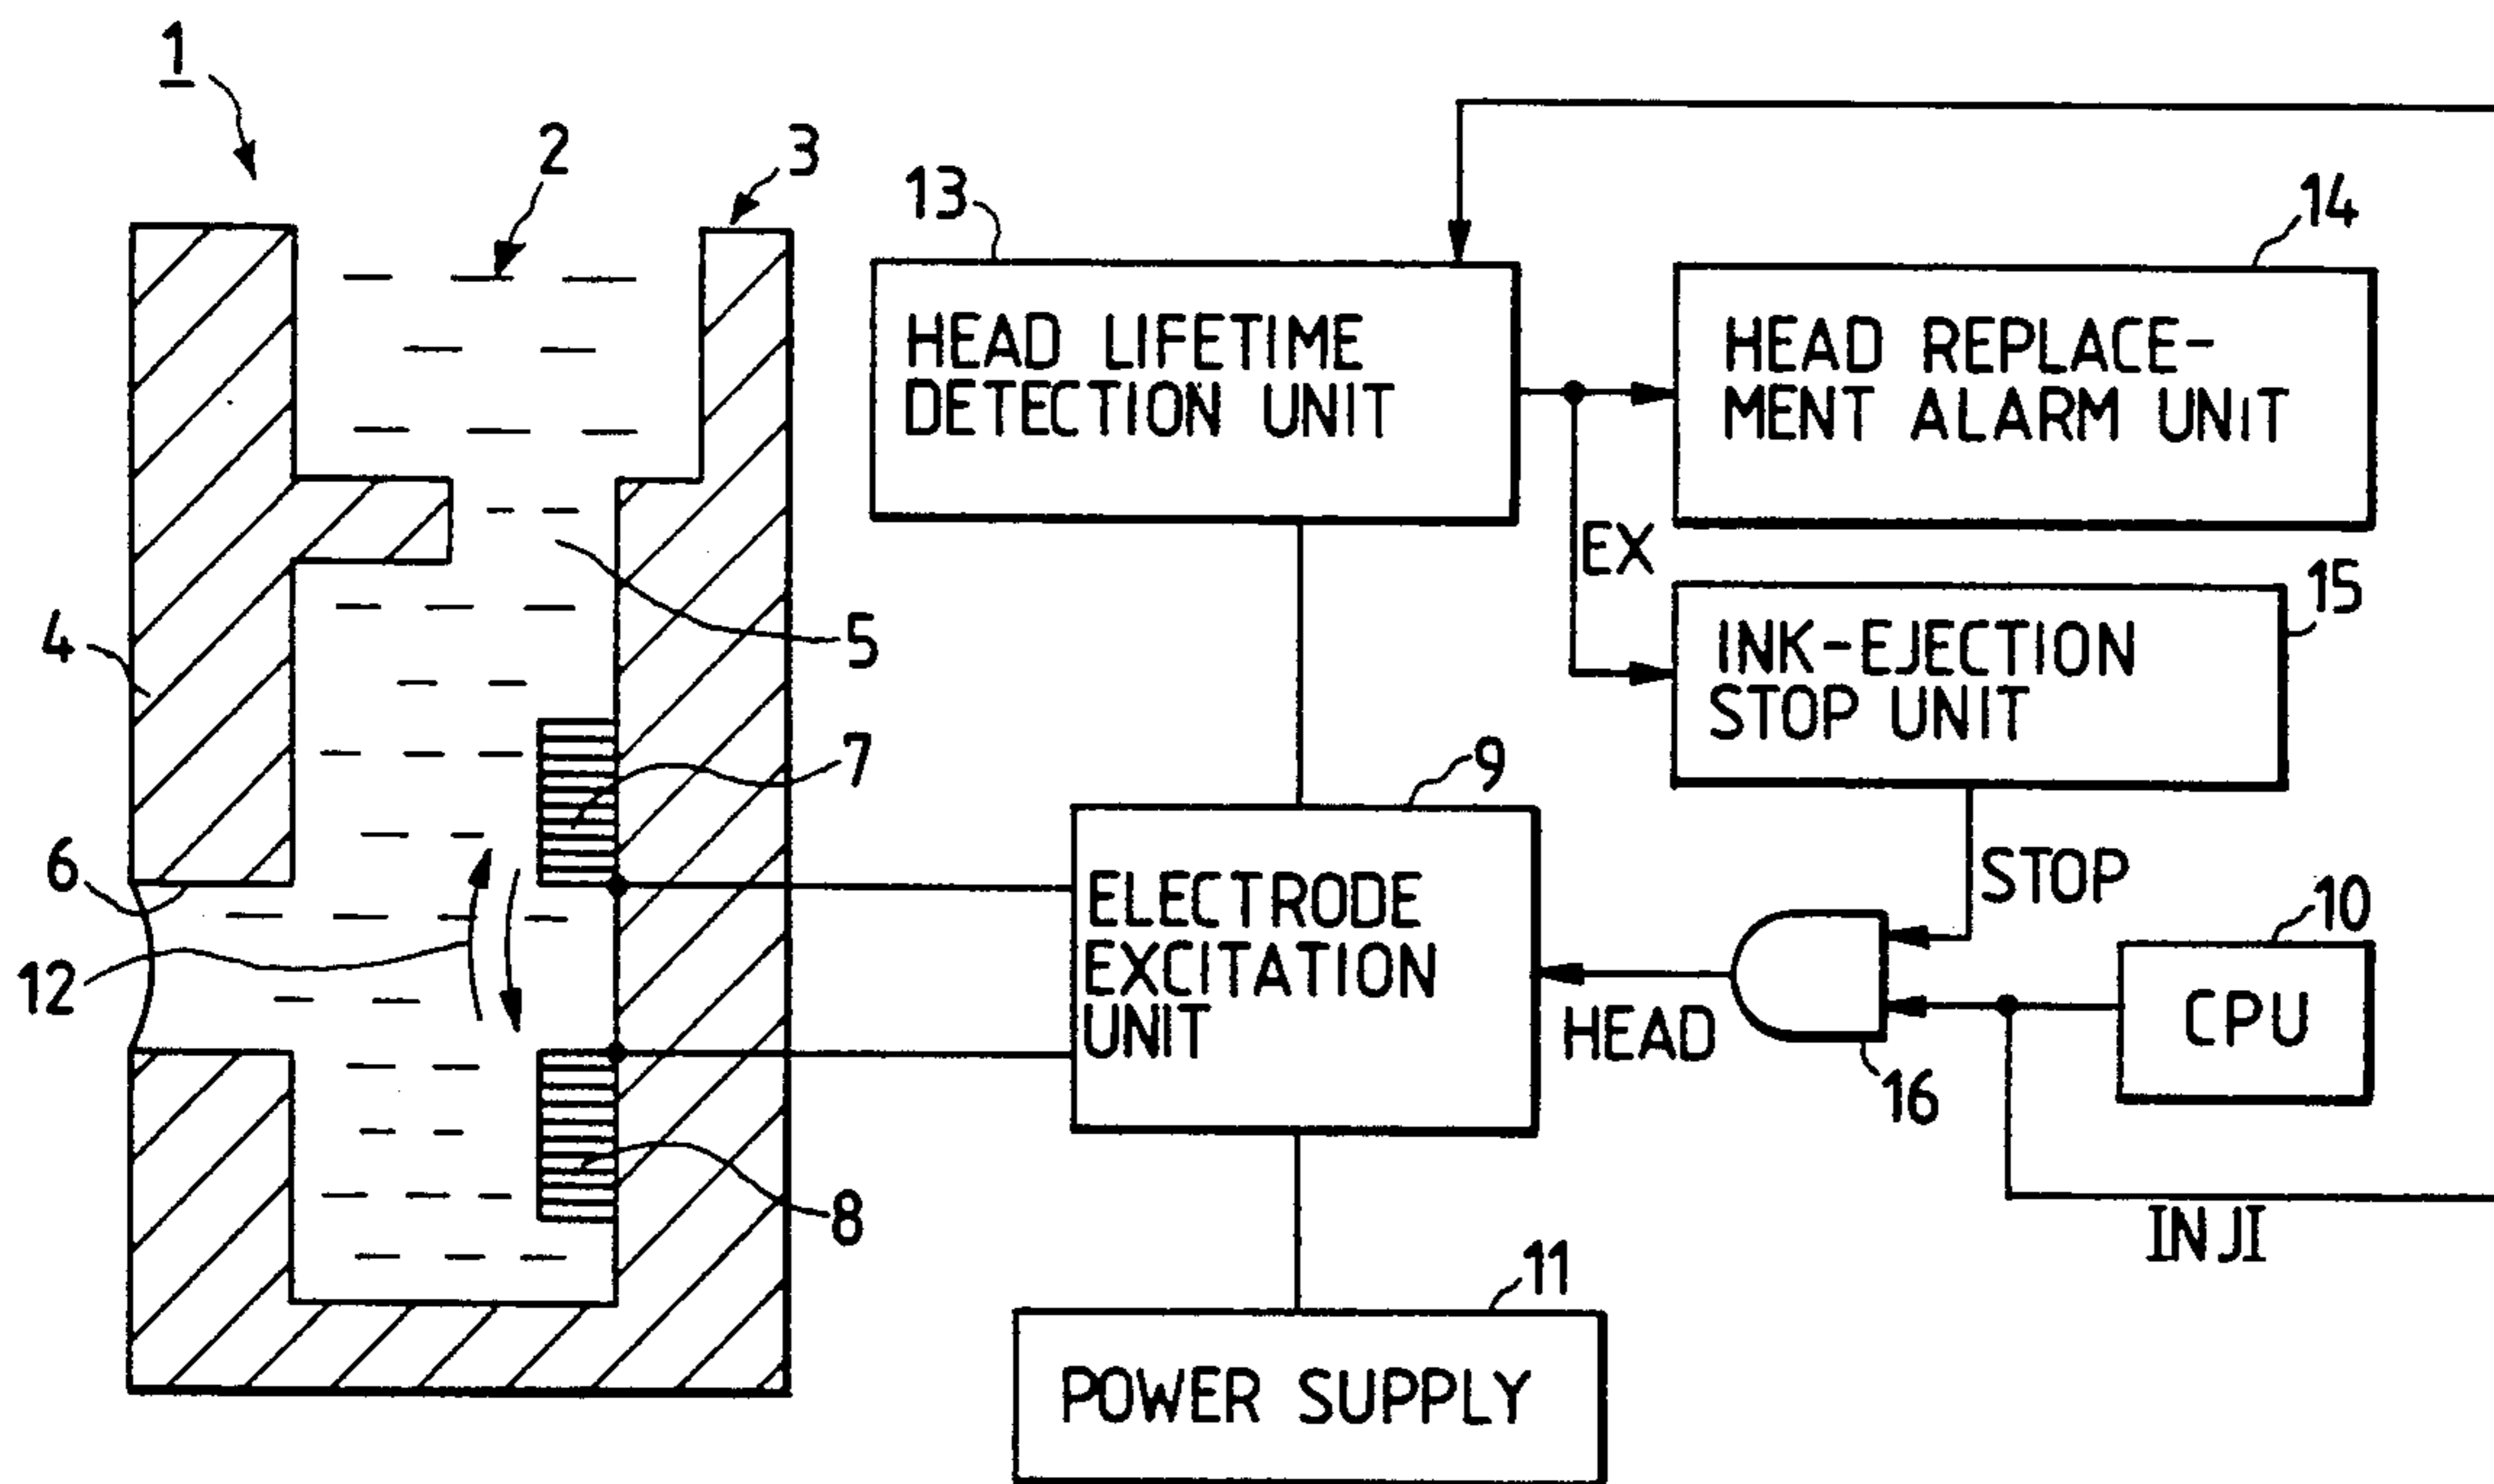 1
2
3
13
14
HEAD LIFETIME
DETECTION UNIT
HEAD REPLACE-
MENT ALARM UNIT
EX
15
4
5
INK-EJECTION
STOP UNIT
7
9
6
STOP
10
ELECTRODE
EXCITATION
UNIT
12
HEAD
CPU
16
8
INJI
11
POWER SUPPLY